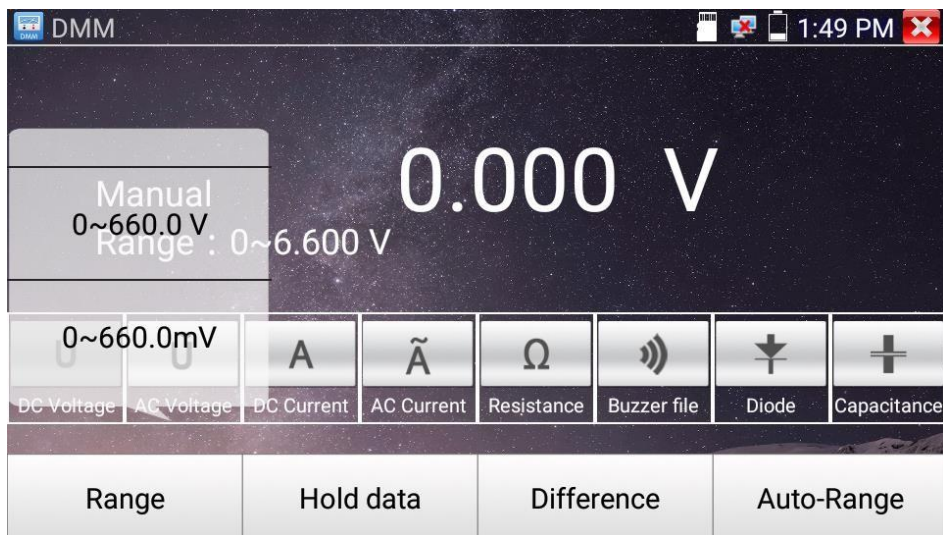 DMM
DMM
1:49 PM
0.000 V
Manual
0~660.0 V
Range : 0~6.600 V
0~660.0mV
U U A Ã Ω
DC Voltage AC Voltage DC Current AC Current Resistance Buzzer file Diode Capacitance
Range Hold data Difference Auto-Range